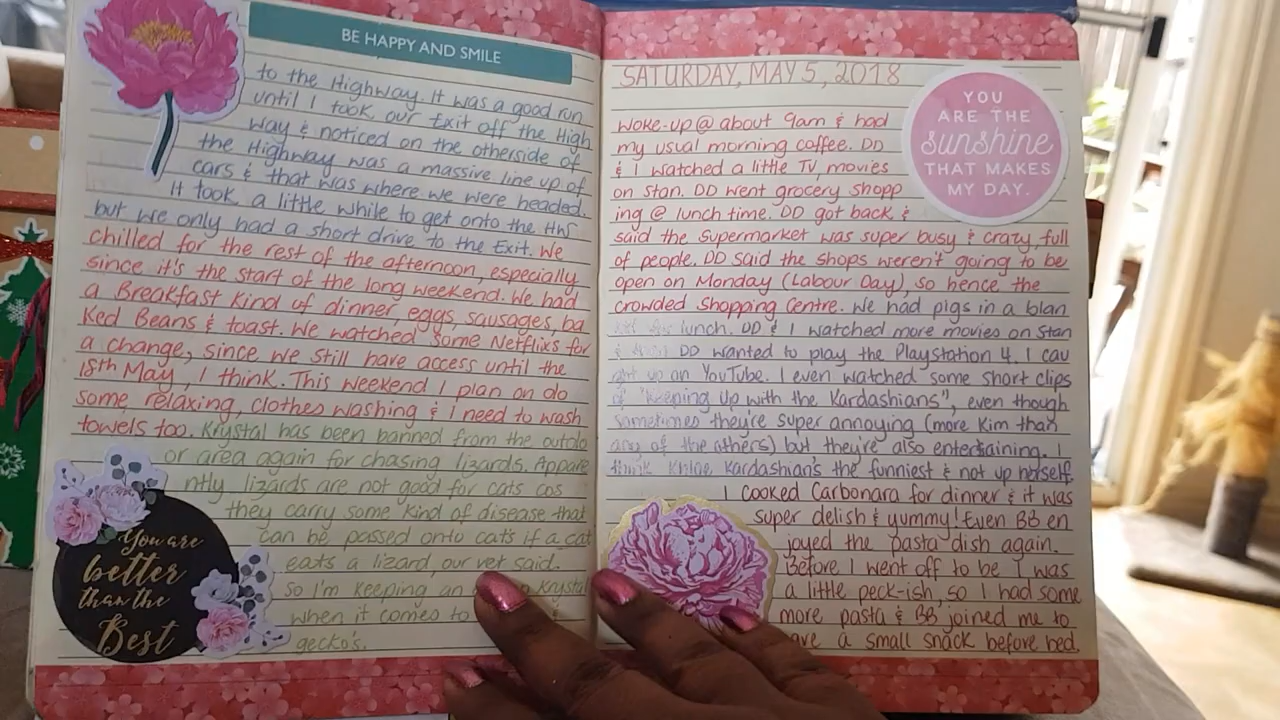 BE HAPPY AND SMILE
to the Highway. It was a good run
until I took our Exit off the High
way & noticed on the otherside of
the Highway was a massive line up of
cars & that was where we were headed.
It took a little while to get onto the HW
but we only had a short drive to the Exit. We
chilled for the rest of the afternoon, especially
since it's the start of the long weekend. We had
a Breakfast kind of dinner eggs, sausages, ba
ked Beans & toast. We watched some Netflix for
a change, since we still have access until the
18th May, I think. This weekend I plan on do
some relaxing, clothes washing & I need to wash
towels too. Krystal has been banned from the outdo
or area again for chasing lizards. Appare
ntly lizards are not good for cats cos
they carry some kind of disease that
can be passed onto cats if a cat
eats a lizard, our vet said.
So I'm keeping an Krystal
when it comes to
gecko's.
You are
better
than the
Best
SATURDAY, MAY 5, 2018
Woke-up @ about 9am & had
my usual morning coffee. DD
& I watched a little TV, movies
on Stan. DD went grocery shopp
ing @ lunch time. DD got back &
said the Supermarket was super busy & crazy, full
of people. DD said the shops weren't going to be
open on Monday (Labour Day), so hence the
crowded Shopping Centre. We had pigs in a blan
lunch. DD & I watched more movies on Stan
& DD wanted to play the Playstation 4. I cau
ght up on YouTube. I even watched some short clips
of "Keeping Up with the Kardashians", even though
Sometimes they're super annoying (more Kim than
any of the others) but they're also entertaining. I
think Khloe Kardashian's the funniest & not up herself.
I cooked Carbonara for dinner & it was
super delish & yummy! Even BB en
joyed the pasta dish again.
Before I went off to be I was
a little peck-ish, so I had some
more pasta & BB joined me to
a small snack before bed.
YOU
ARE THE
sunshine
THAT MAKES
MY DAY.